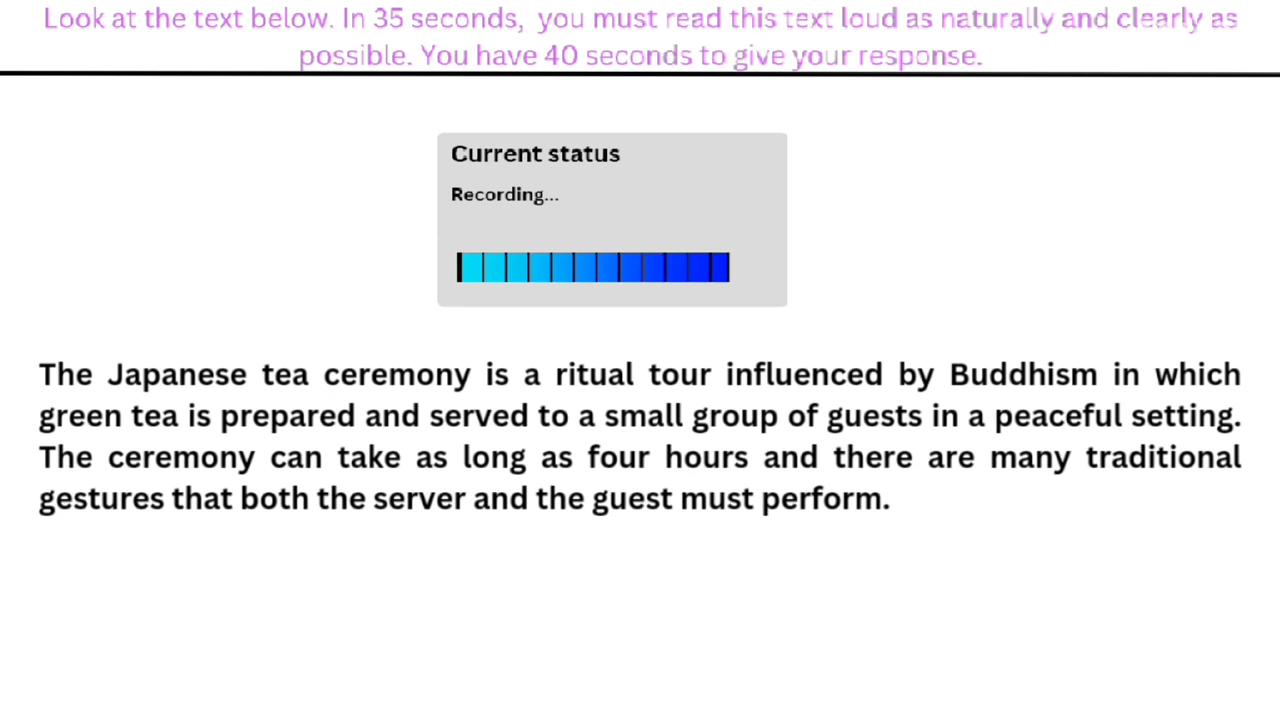 Look at the text below. In 35 seconds, you must read this text loud as naturally and clearly as
possible. You have 40 seconds to give your response.
Current status
Recording...
The Japanese tea ceremony is a ritual tour influenced by Buddhism in which
green tea is prepared and served to a small group of guests in a peaceful setting.
The ceremony can take as long as four hours and there are many traditional
gestures that both the server and the guest must perform.